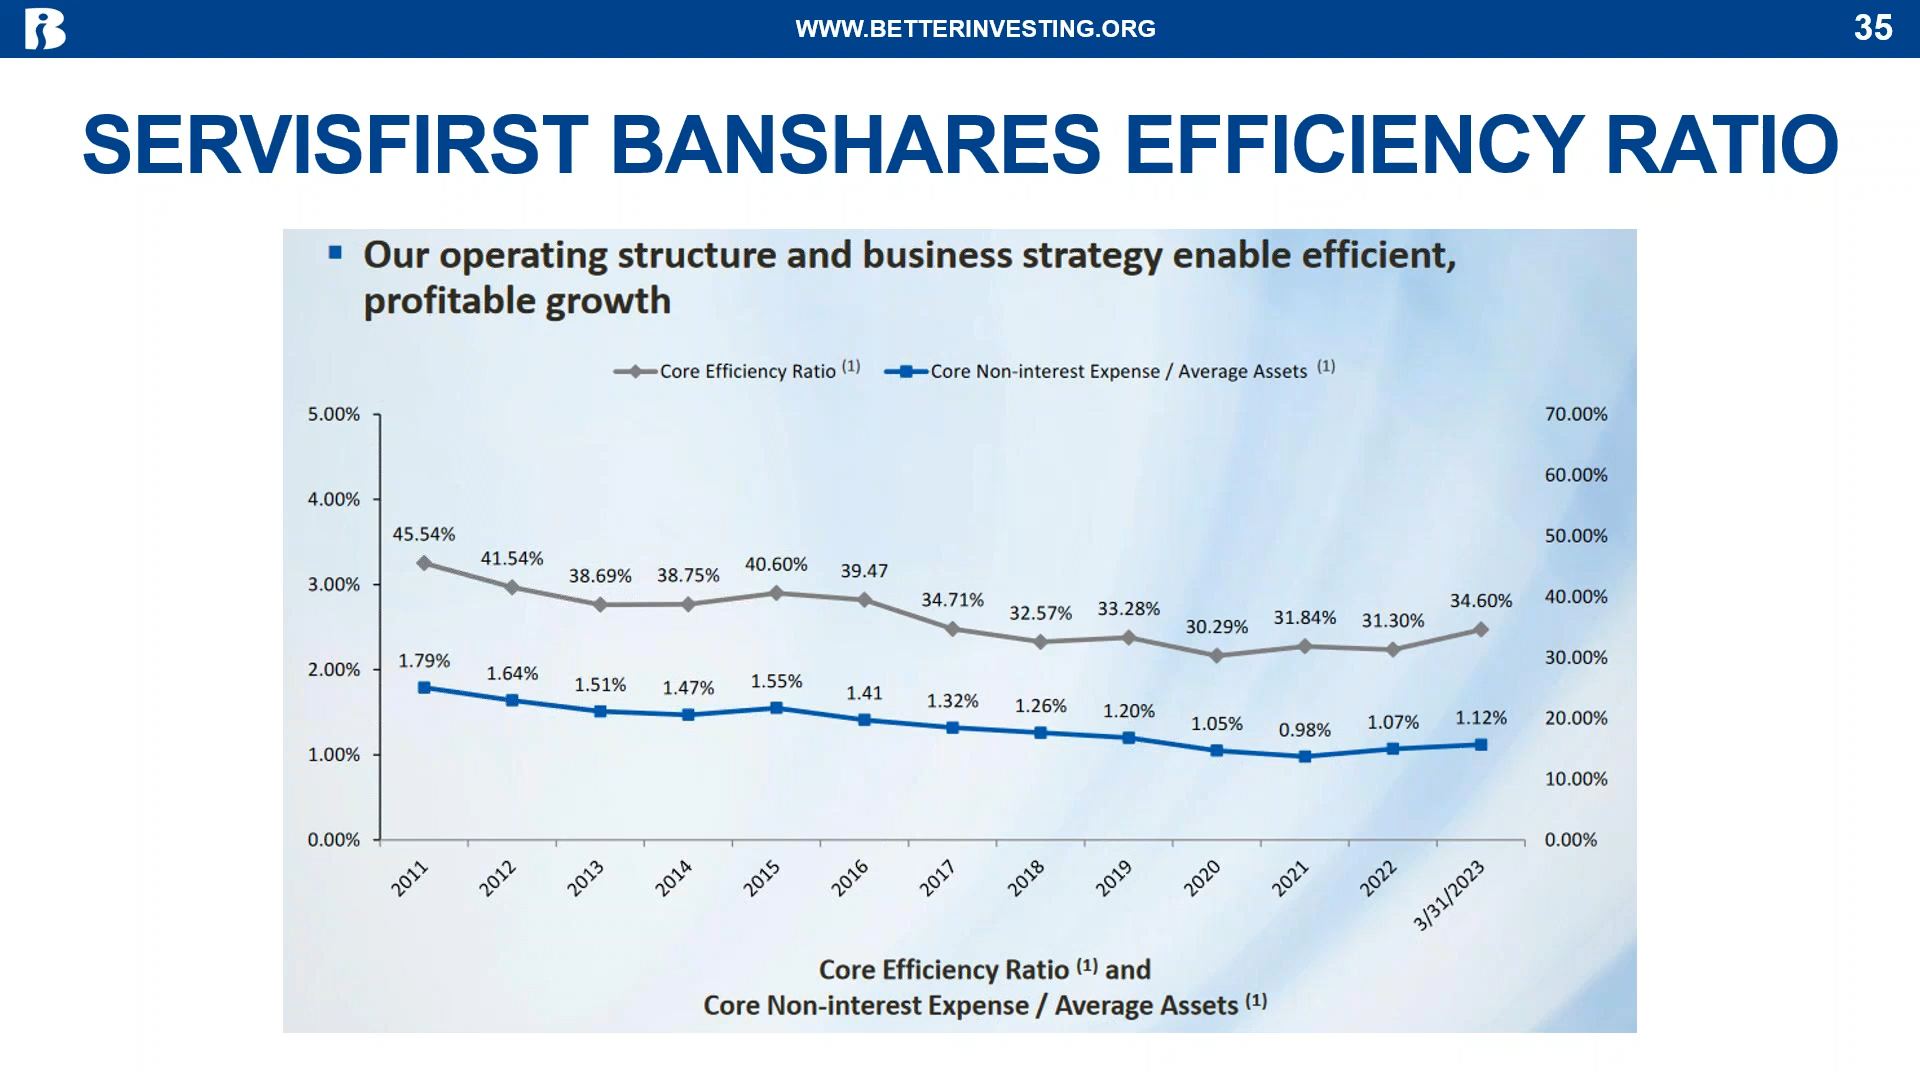 B
WWW.BETTERINVESTING.ORG
35
SERVISFIRST BANSHARES EFFICIENCY RATIO
▪ Our operating structure and business strategy enable efficient,
profitable growth
Core Efficiency Ratio (1) Core Non-interest Expense / Average Assets (1)
5.00%
4.00%
3.00%
2.00%
1.00%
0.00%
70.00%
60.00%
50.00%
40.00%
30.00%
20.00%
10.00%
0.00%
45.54% 41.54% 38.69% 38.75% 40.60% 39.47 34.71% 32.57% 33.28% 30.29% 31.84% 31.30% 34.60%
1.79% 1.64% 1.51% 1.47% 1.55% 1.41 1.32% 1.26% 1.20% 1.05% 0.98% 1.07% 1.12%
2011 2012 2013 2014 2015 2016 2017 2018 2019 2020 2021 2022 3/31/2023
Core Efficiency Ratio (1) and
Core Non-interest Expense / Average Assets (1)